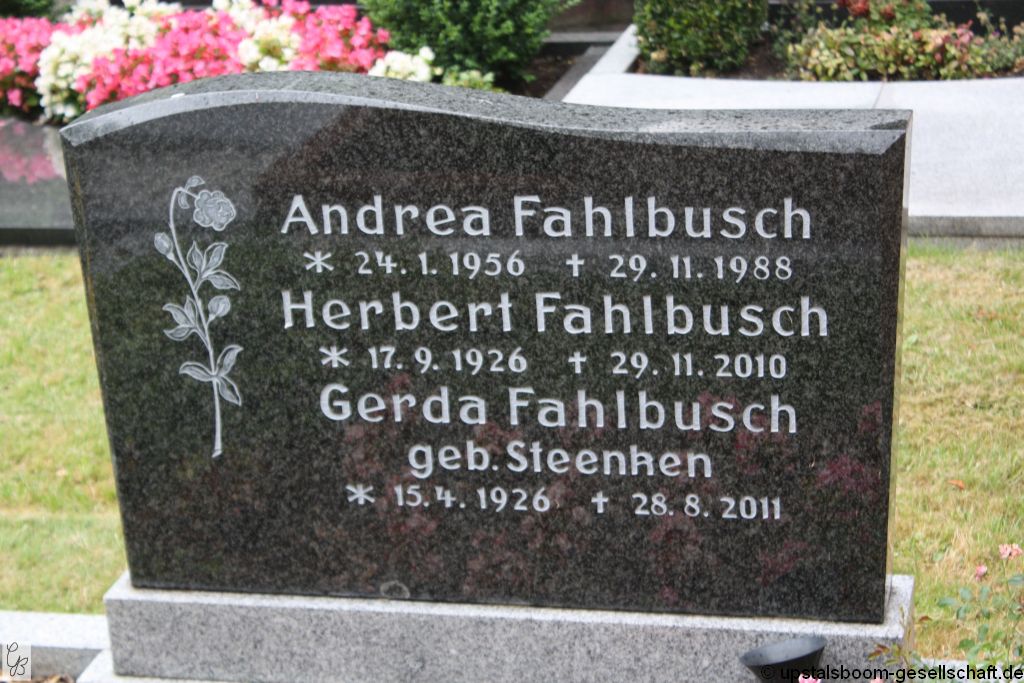 Andrea Fahlbusch
* 24. 1. 1956 † 29. 11. 1988
Herbert Fahlbusch
* 17. 9. 1926 † 29. 11. 2010
Gerda Fahlbusch
geb. Steenken
* 15. 4. 1926 † 28. 8. 2011
GB
© upstalsboom-gesellschaft.de